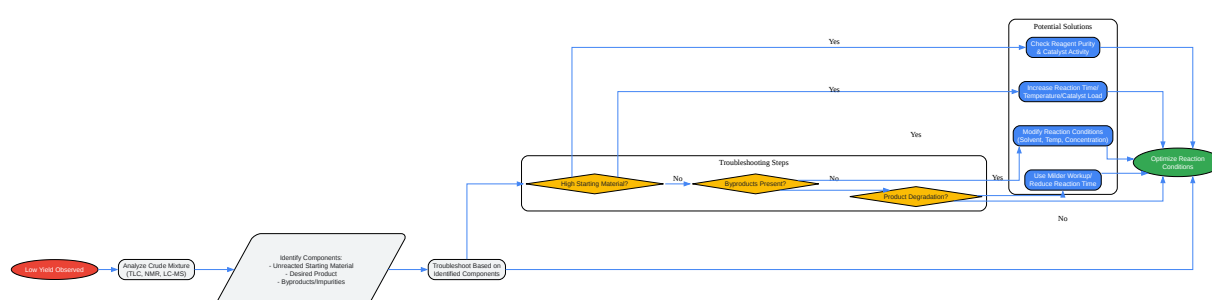 Potential Solutions
Yes
Check Reagent Purity
& Catalyst Activity
Yes
Increase Reaction Time/
Temperature/Catalyst Load
Yes
Modify Reaction Conditions
(Solvent, Temp, Concentration)
Troubleshooting Steps
Optimize Reaction
Conditions
High Starting Material?
No
Byproducts Present?
No
Product Degradation?
Yes
Use Milder Workup/
Reduce Reaction Time
No
Low Yield Observed
Analyze Crude Mixture
(TLC, NMR, LC-MS)
Identify Components:
- Unreacted Starting Material
- Desired Product
- Byproducts/Impurities
Troubleshoot Based on
Identified Components